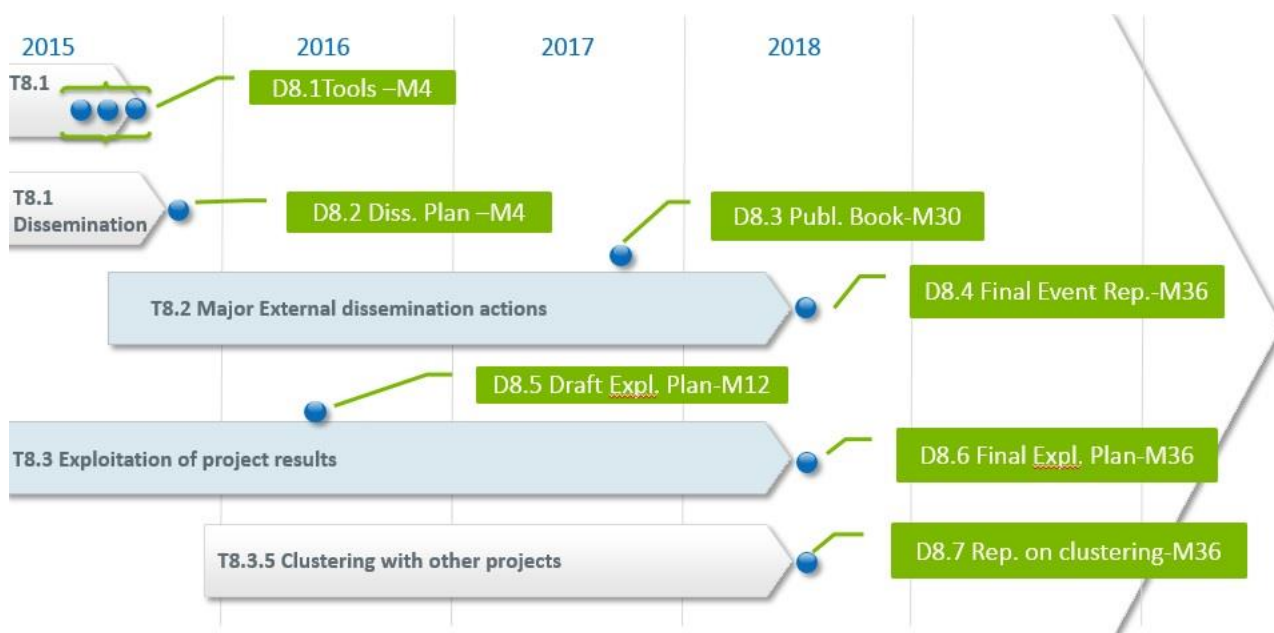 2015 2016 2017 2018
T8.1
D8.1Tools –M4
T8.1
Dissemination
D8.2 Diss. Plan –M4
D8.3 Publ. Book-M30
T8.2 Major External dissemination actions
D8.4 Final Event Rep.-M36
D8.5 Draft Expl. Plan-M12
T8.3 Exploitation of project results
D8.6 Final Expl. Plan-M36
T8.3.5 Clustering with other projects
D8.7 Rep. on clustering-M36